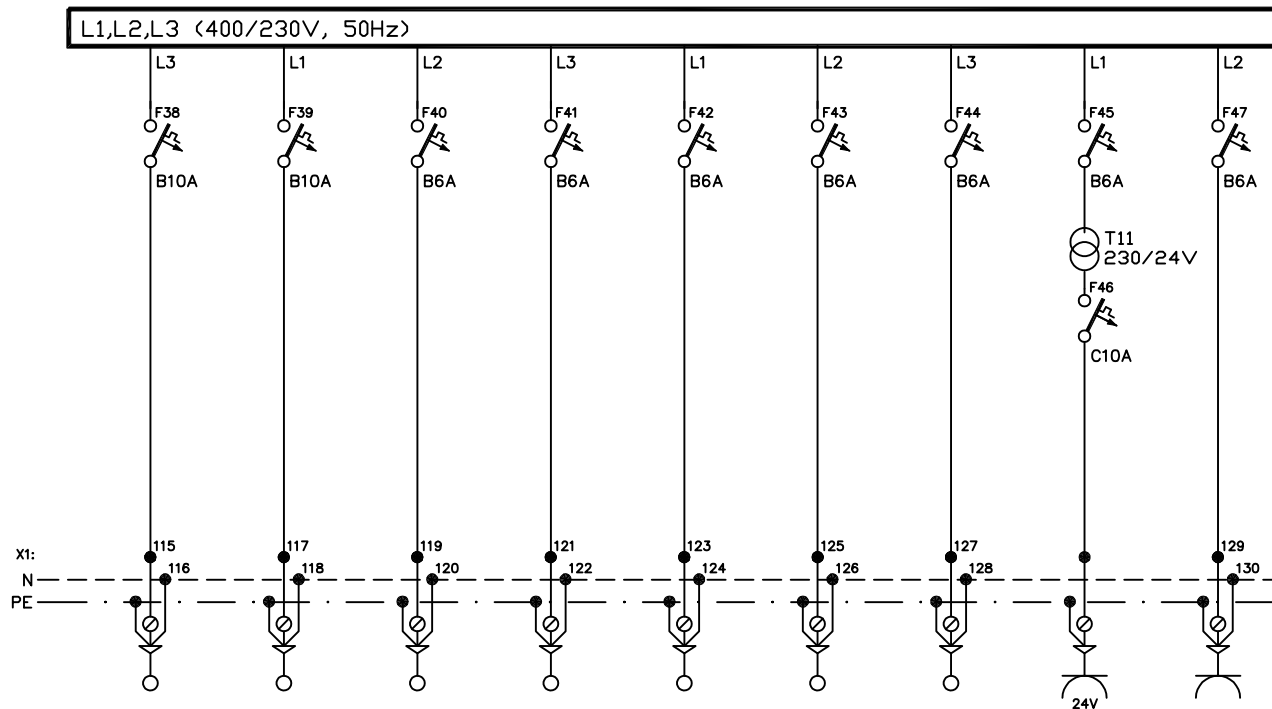 L1,L2,L3 (400/230V, 50Hz)
L3 L1 L2 L3 L1 L2 L3 L1 L2
F38 F39 F40 F41 F42 F43 F44 F45 F47
B10A B10A B6A B6A B6A B6A B6A B6A B6A
T11
230/24V
F46
C10A
X1: 115 117 119 121 123 125 127 129
N 116 118 120 122 124 126 128 130
PE
24V